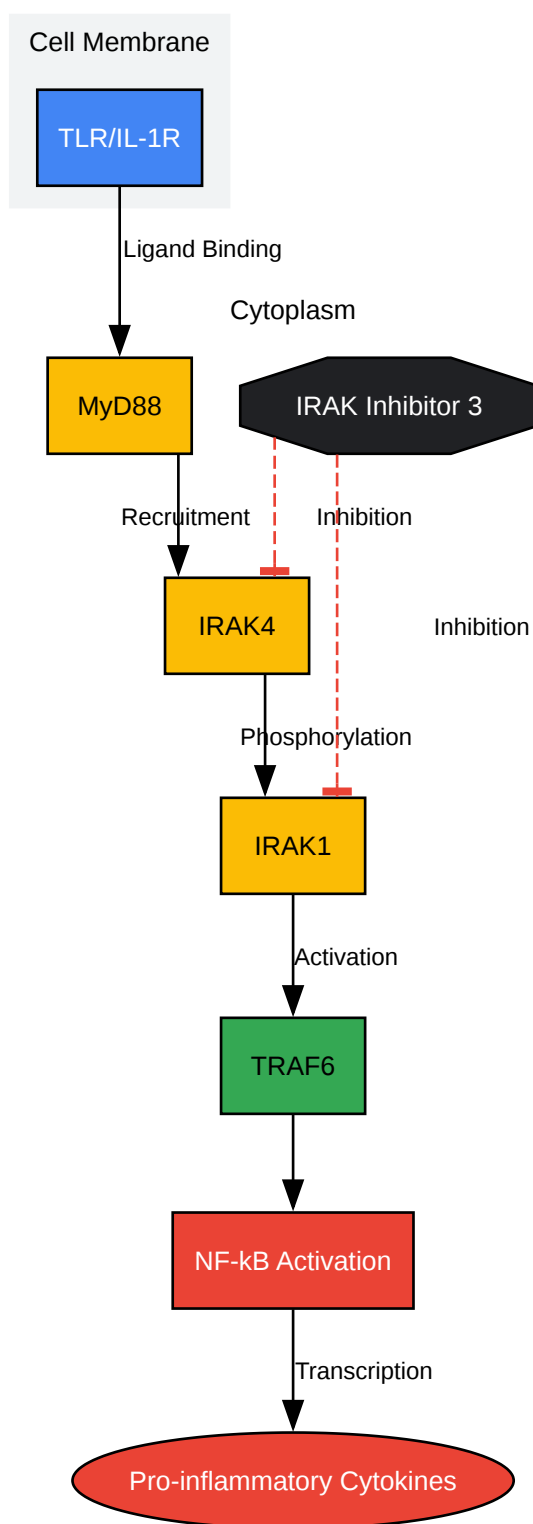 Cell Membrane
TLR/IL-1R
Ligand Binding
Cytoplasm
MyD88
IRAK Inhibitor 3
Recruitment
Inhibition
IRAK4
Inhibition
Phosphorylation
IRAK1
Activation
TRAF6
NF-kB Activation
Transcription
Pro-inflammatory Cytokines